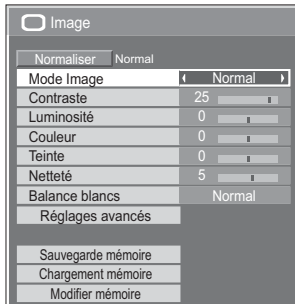 Image
Normaliser Normal
Mode Image Normal
Contraste 25
Luminosité 0
Couleur 0
Teinte 0
Netteté 5
Balance blancs Normal
Réglages avancés
Sauvegarde mémoire
Chargement mémoire
Modifier mémoire